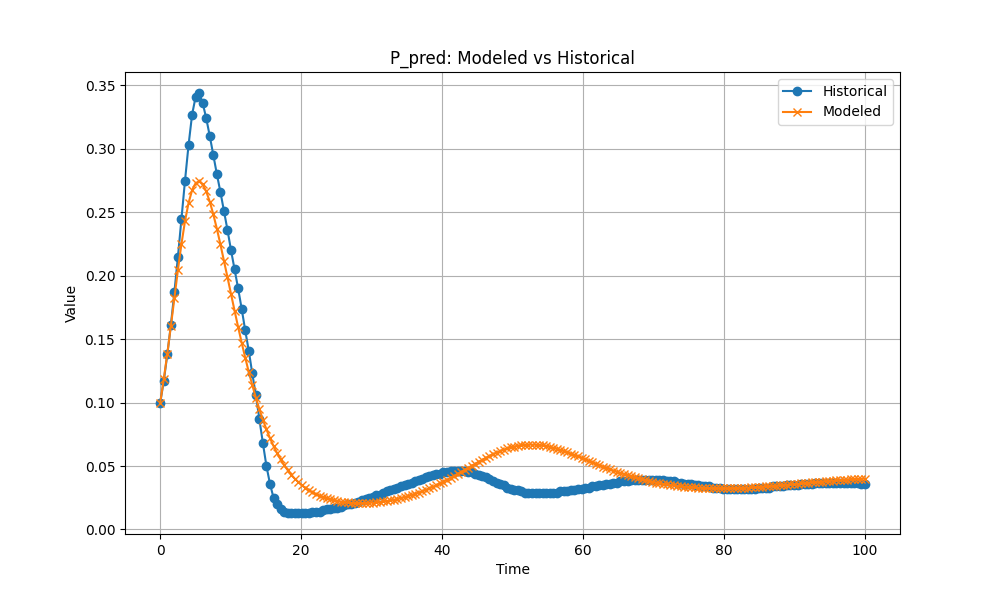 P_pred: Modeled vs Historical
Historical
Modeled
Value
0.35
0.30
0.25
0.20
0.15
0.10
0.05
0.00
0 20 40 60 80 100
Time